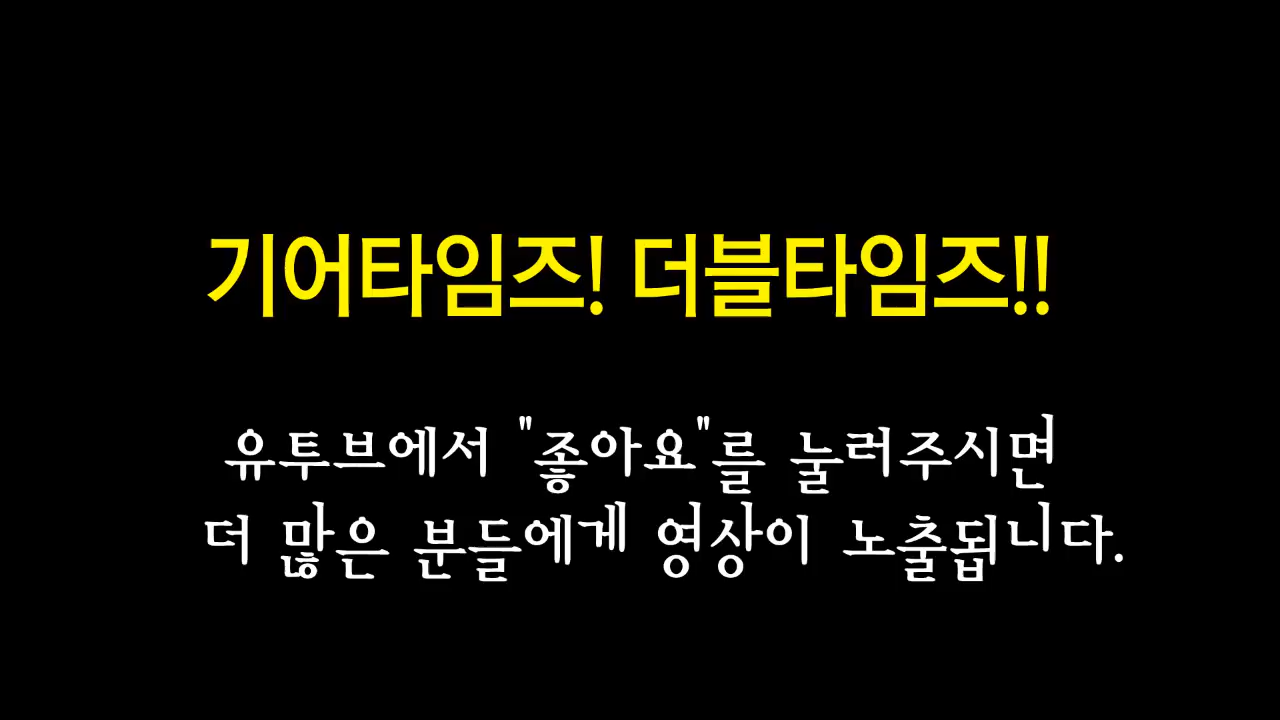 기어타임즈! 더블타임즈!!
유투브에서 "좋아요"를 눌러주시면
더 많은 분들에게 영상이 노출됩니다.